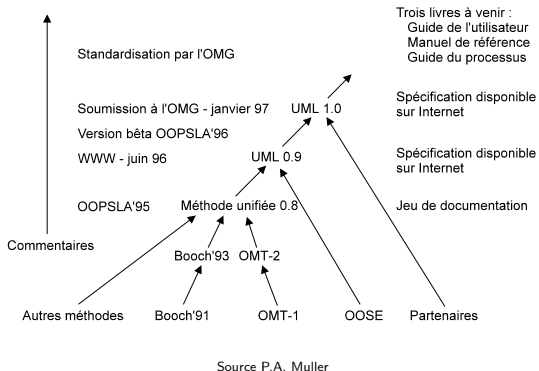 Trois livres à venir :
Guide de l'utilisateur
Manuel de référence
Guide du processus
Standardisation par l'OMG
Soumission à l'OMG - janvier 97
UML 1.0
Spécification disponible
sur Internet
Version bêta OOPSLA'96
WWW - juin 96
UML 0.9
Spécification disponible
sur Internet
OOPSLA'95
Méthode unifiée 0.8
Jeu de documentation
Commentaires
Booch'93
OMT-2
Autres méthodes
Booch'91
OMT-1
OOSE
Partenaires
Source P.A. Muller